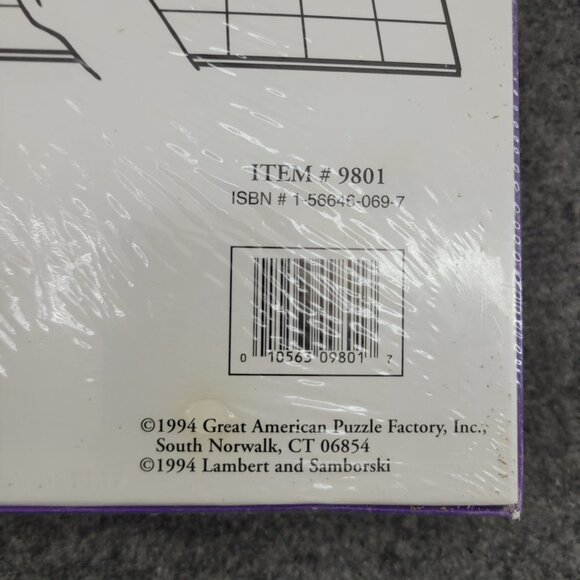 ITEM # 9801
ISBN # 1-56646-069-7
0 10563 09801 7
©1994 Great American Puzzle Factory, Inc.,
South Norwalk, CT 06854
©1994 Lambert and Samborski